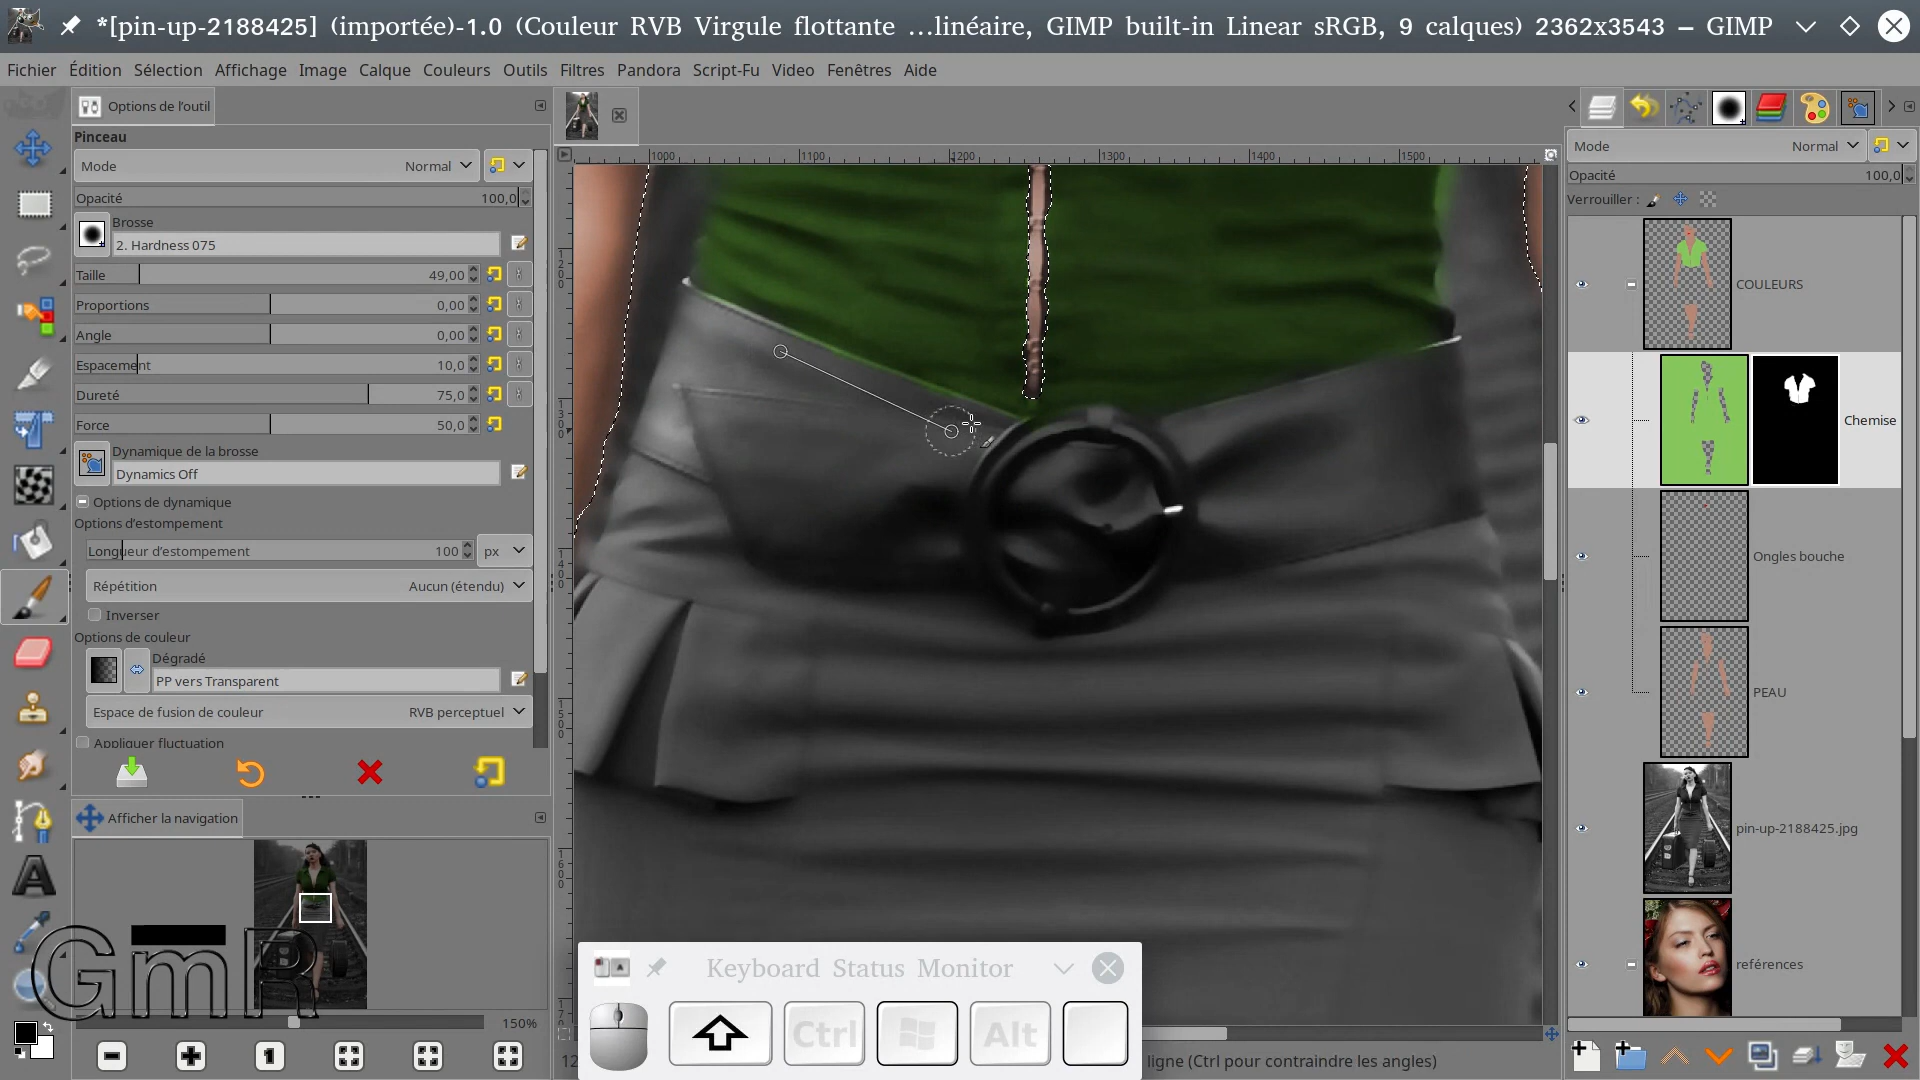 *[pin-up-2188425] (importée)-1.0 (Couleur RVB Virgule flottante ...linéaire, GIMP built-in Linear sRGB, 9 calques) 2362x3543 – GIMP
Fichier Édition Sélection Affichage Image Calque Couleurs Outils Filtres Pandora Script-Fu Video Fenêtres Aide
Options de l'outil
Pinceau
Mode Normal
Opacité 100,0
Brosse
2. Hardness 075
Taille 49,00
Proportions 0,00
Angle 0,00
Espacement 10,0
Dureté 75,0
Force 50,0
Dynamique de la brosse
Dynamics Off
Options de dynamique
Options d'estompement
Longueur d'estompement 100 px
Répétition Aucun (étendu)
Inverser
Options de couleur
Dégradé
PP vers Transparent
Espace de fusion de couleur RVB perceptuel
Appliquer fluctuation
Afficher la navigation
GmR
150%
1000 1100 1200 1300 1400 1500
1200
1300
1400
1500
1600
Keyboard Status Monitor
Ctrl Alt
ligne (Ctrl pour contraindre les angles)
Mode Normal
Opacité 100,0
Verrouiller :
COULEURS
Chemise
Ongles bouche
PEAU
pin-up-2188425.jpg
reférences